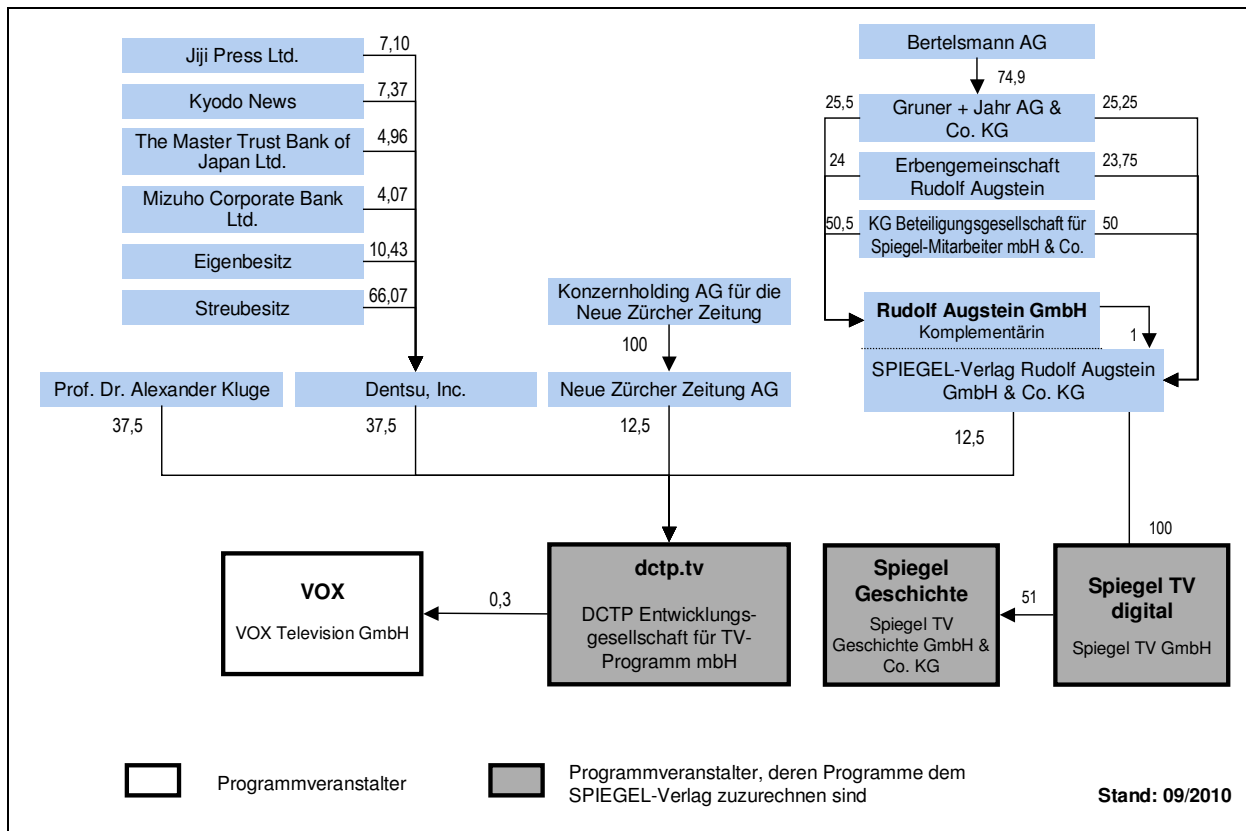 Jiji Press Ltd.
7,10
Kyodo News
7,37
The Master Trust Bank of
Japan Ltd.
4,96
Mizuho Corporate Bank
Ltd.
4,07
Eigenbesitz
10,43
Streubesitz
66,07
Konzernholding AG für die
Neue Zürcher Zeitung
100
Bertelsmann AG
74,9
25,5
Gruner + Jahr AG &
Co. KG
25,25
24
Erbengemeinschaft
Rudolf Augstein
23,75
50,5
KG Beteiligungsgesellschaft für
Spiegel-Mitarbeiter mbH & Co.
50
Rudolf Augstein GmbH
Komplementärin
1
SPIEGEL-Verlag Rudolf Augstein
GmbH & Co. KG
Prof. Dr. Alexander Kluge
Dentsu, Inc.
Neue Zürcher Zeitung AG
37,5
37,5
12,5
12,5
100
VOX
VOX Television GmbH
0,3
dctp.tv
DCTP Entwicklungs-
gesellschaft für TV-
Programm mbH
Spiegel
Geschichte
Spiegel TV
Geschichte GmbH &
Co. KG
51
Spiegel TV
digital
Spiegel TV GmbH
Programmveranstalter
Programmveranstalter, deren Programme dem
SPIEGEL-Verlag zuzurechnen sind
Stand: 09/2010